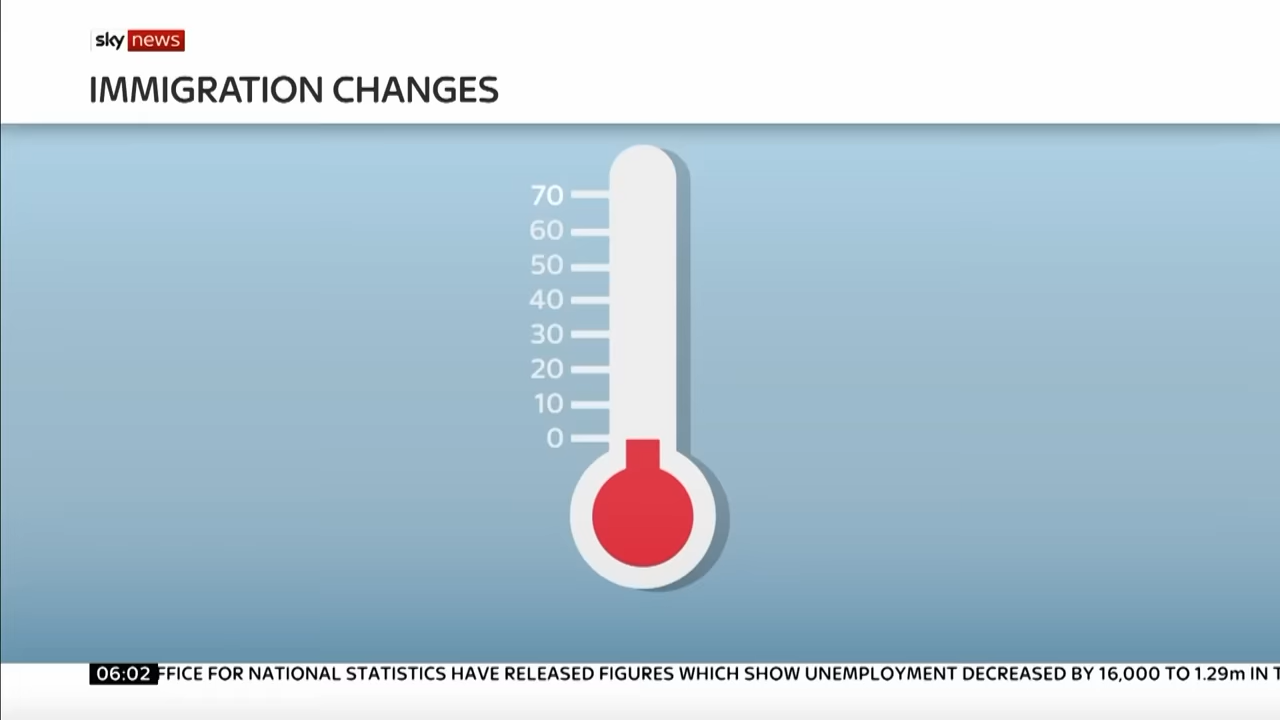 sky news
IMMIGRATION CHANGES
70
60
50
40
30
20
10
0
06:02 FFICE FOR NATIONAL STATISTICS HAVE RELEASED FIGURES WHICH SHOW UNEMPLOYMENT DECREASED BY 16,000 TO 1.29m IN T